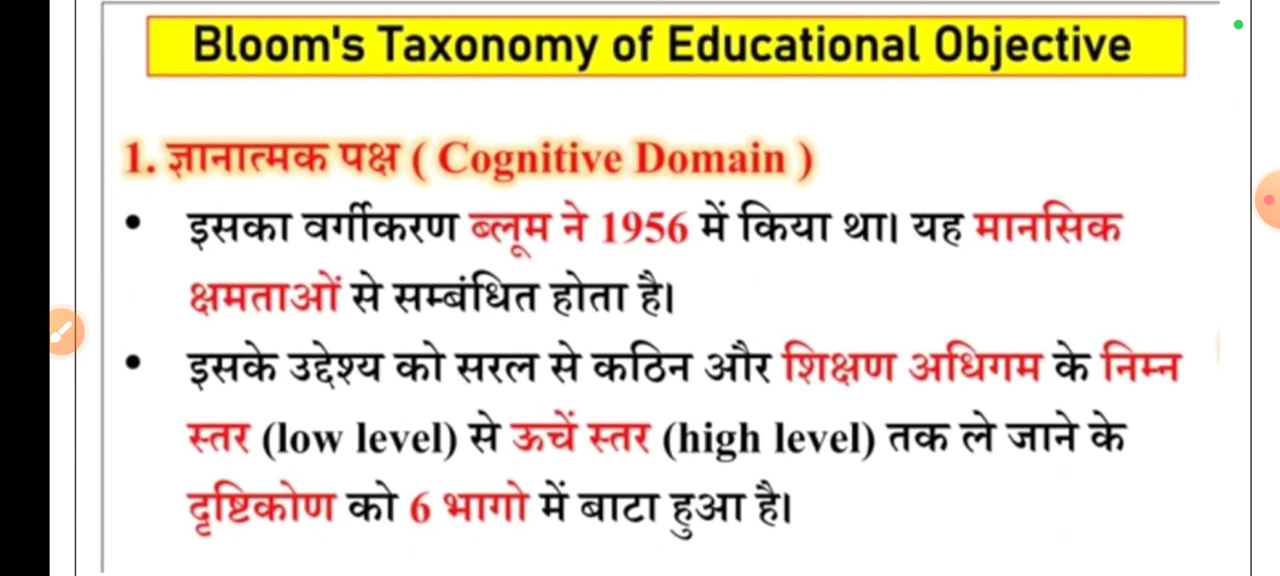 Bloom's Taxonomy of Educational Objective
1. ज्ञानात्मक पक्ष ( Cognitive Domain )
• इसका वर्गीकरण ब्लूम ने 1956 में किया था। यह मानसिक
क्षमताओं से सम्बंधित होता है।
• इसके उद्देश्य को सरल से कठिन और शिक्षण अधिगम के निम्न
स्तर (low level) से ऊचें स्तर (high level) तक ले जाने के
दृष्टिकोण को 6 भागो में बाटा हुआ है।